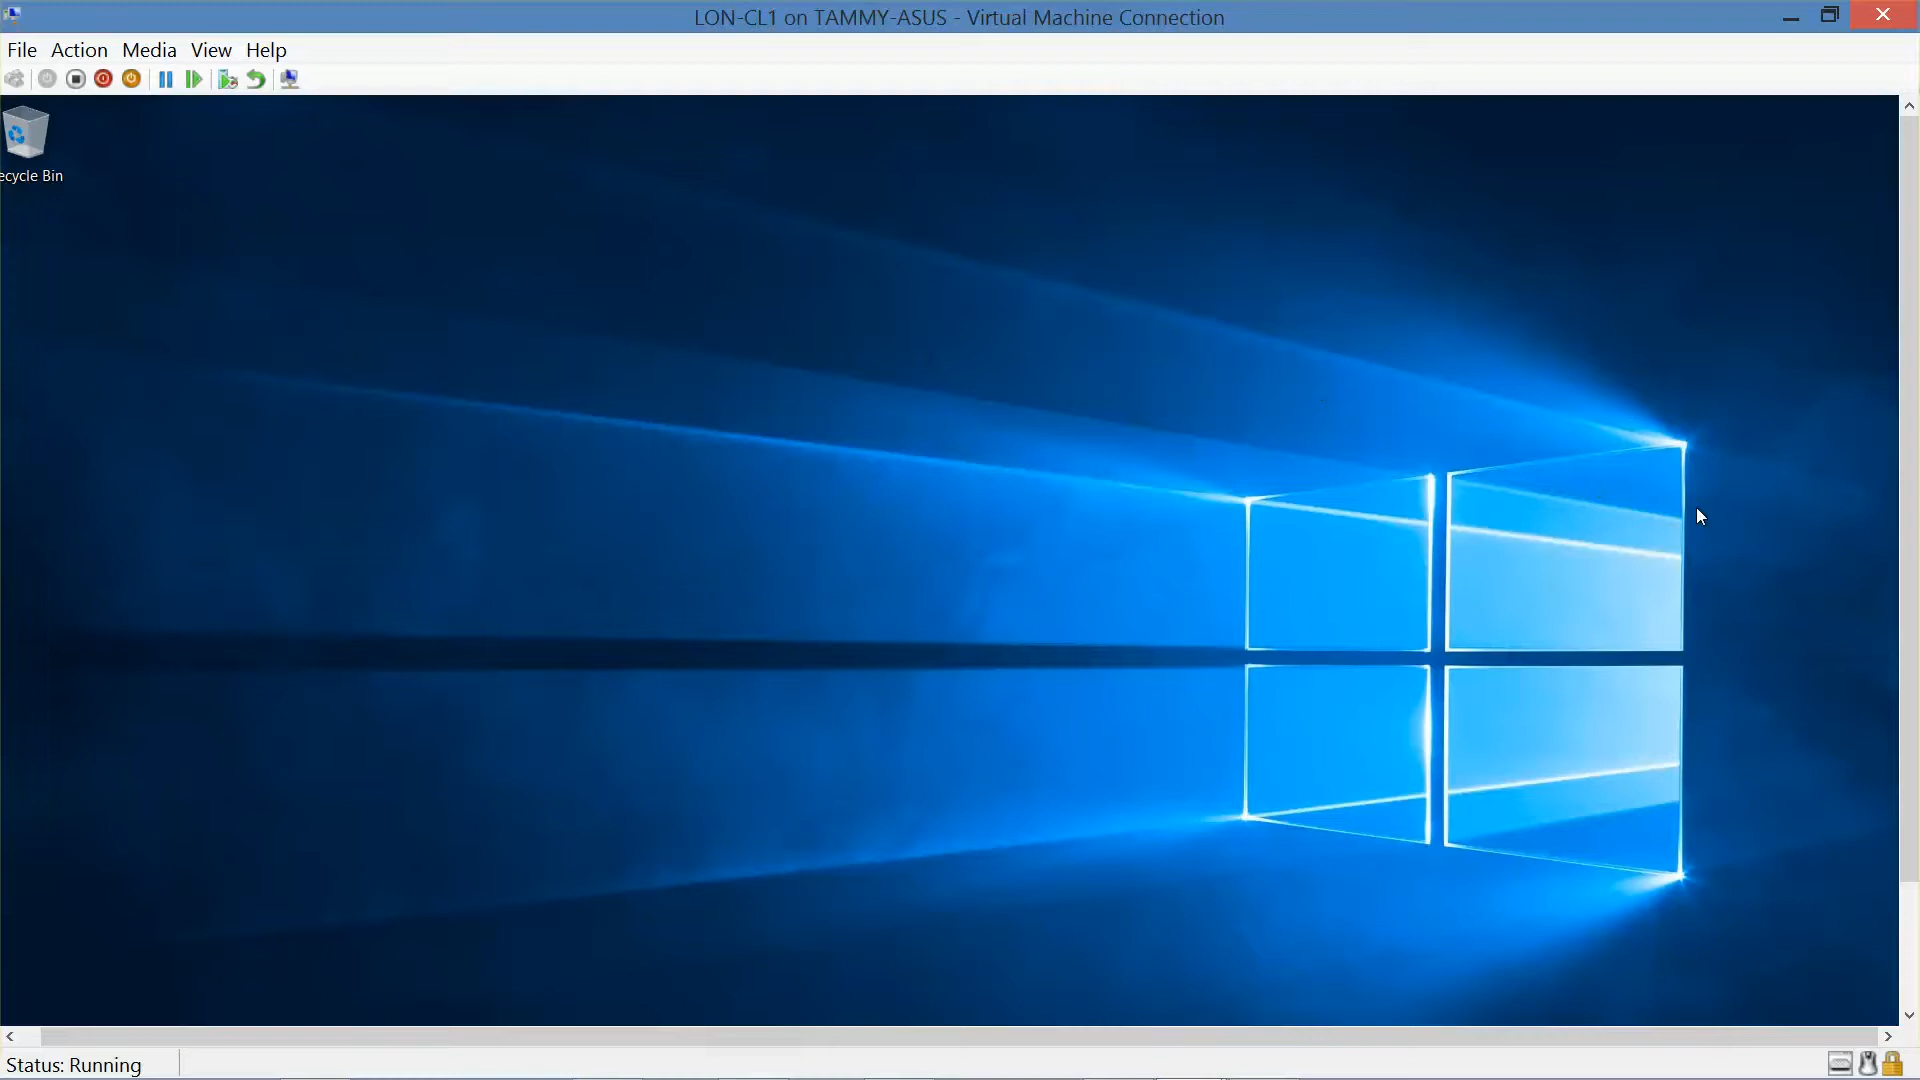 LON-CL1 on TAMMY-ASUS - Virtual Machine Connection
File Action Media View Help
ecycle Bin
Status: Running